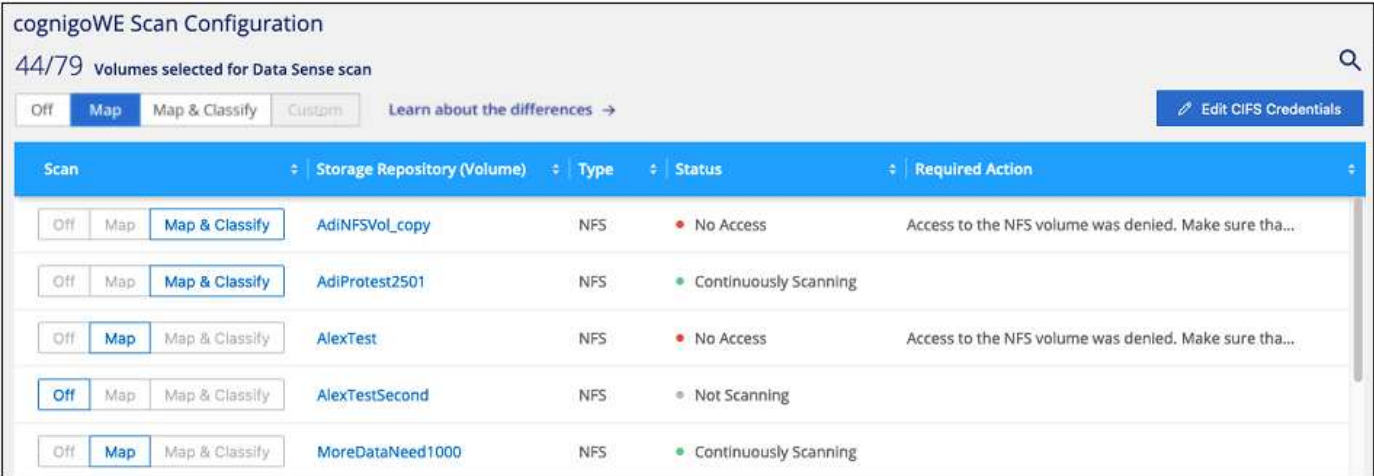 cognigoWE Scan Configuration
44/79 Volumes selected for Data Sense scan
Off Map Map & Classify Custom Learn about the differences → Edit CIFS Credentials
Scan Storage Repository (Volume) Type Status Required Action
Off Map Map & Classify AdiNFSVol_copy NFS No Access Access to the NFS volume was denied. Make sure tha...
Off Map Map & Classify AdiProtest2501 NFS Continuously Scanning
Off Map Map & Classify AlexTest NFS No Access Access to the NFS volume was denied. Make sure tha...
Off Map Map & Classify AlexTestSecond NFS Not Scanning
Off Map Map & Classify MoreDataNeed1000 NFS Continuously Scanning